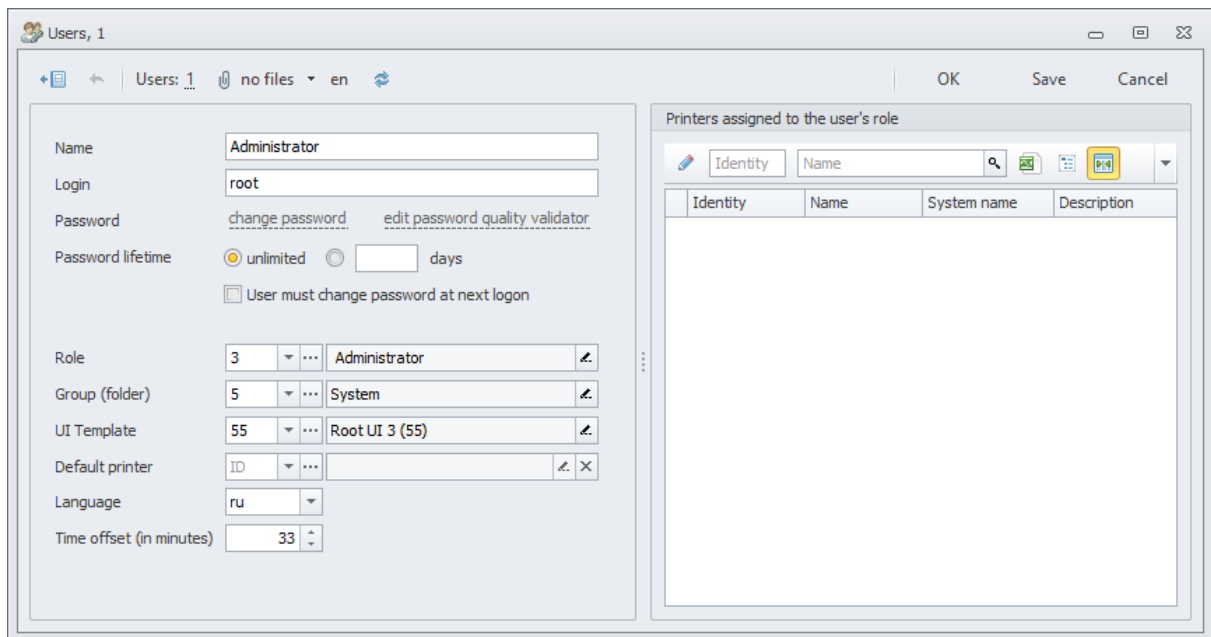 Users, 1
Users: 1 no files en OK Save Cancel
Printers assigned to the user's role
Name Administrator
Identity Name
Login root
Identity Name System name Description
Password change password edit password quality validator
Password lifetime unlimited days
User must change password at next logon
Role 3 Administrator
Group (folder) 5 System
UI Template 55 Root UI 3 (55)
Default printer ID
Language ru
Time offset (in minutes) 33